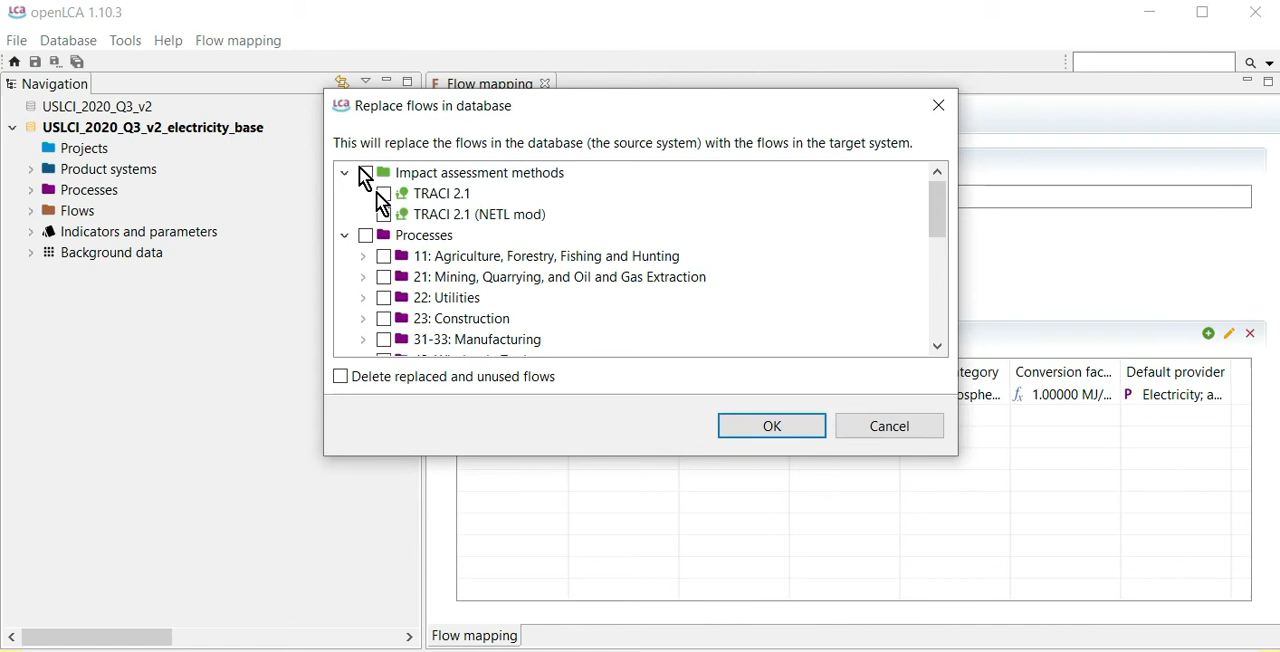 LCA openLCA 1.10.3
File Database Tools Help Flow mapping
Navigation
F Flow mapping
USLCI_2020_Q3_v2
USLCI_2020_Q3_v2_electricity_base
Projects
Product systems
Processes
Flows
Indicators and parameters
Background data
LCA Replace flows in database
This will replace the flows in the database (the source system) with the flows in the target system.
Impact assessment methods
TRACI 2.1
TRACI 2.1 (NETL mod)
Processes
11: Agriculture, Forestry, Fishing and Hunting
21: Mining, Quarrying, and Oil and Gas Extraction
22: Utilities
23: Construction
31-33: Manufacturing
Delete replaced and unused flows
OK Cancel
tegory Conversion fac... Default provider
osphe... fx 1.00000 MJ/... P Electricity; a...
Flow mapping